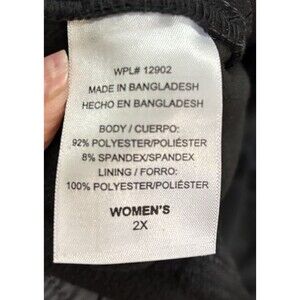 WPL# 12902
MADE IN BANGLADESH
HECHO EN BANGLADESH
BODY / CUERPO:
92% POLYESTER/POLIÉSTER
8% SPANDEX/SPANDEX
LINING / FORRO:
100% POLYESTER/POLIÉSTER
WOMEN'S
2X